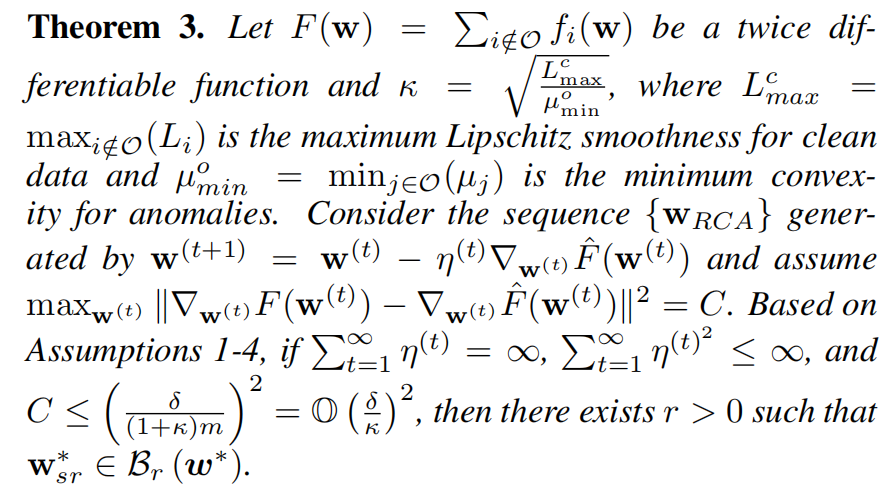 Theorem 3. Let F(w) = ∑_{i∉𝒪} f_i(w) be a twice dif-
ferentiable function and κ = √(L^c_max / μ^o_min), where L^c_max =
max_{i∉𝒪}(L_i) is the maximum Lipschitz smoothness for clean
data and μ^o_min = min_{j∈𝒪}(μ_j) is the minimum convex-
ity for anomalies. Consider the sequence {w_RCA} gener-
ated by w^(t+1) = w^(t) − η^(t)∇_{w^(t)} F̂(w^(t)) and assume
max_{w^(t)} ‖∇_{w^(t)} F(w^(t)) − ∇_{w^(t)} F̂(w^(t))‖² = C. Based on
Assumptions 1-4, if ∑_{t=1}^∞ η^(t) = ∞, ∑_{t=1}^∞ η^(t)² ≤ ∞, and
C ≤ (δ / ((1+κ)m))² = 𝕆(δ/κ)², then there exists r > 0 such that
w*_sr ∈ ℬ_r (w*).